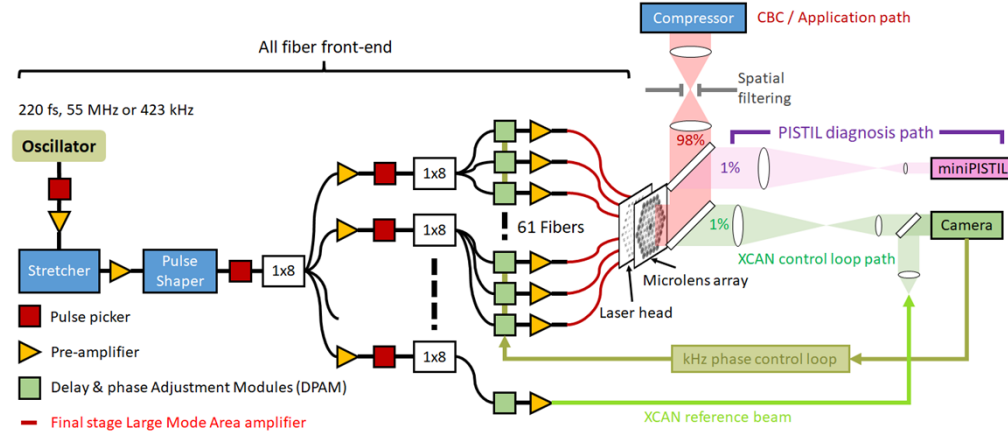 Compressor
CBC / Application path
All fiber front-end
Spatial
filtering
220 fs, 55 MHz or 423 kHz
Oscillator
98%
PISTIL diagnosis path
1%
miniPISTIL
1x8
1x8
61 Fibers
1%
Camera
Stretcher
Pulse
Shaper
1x8
XCAN control loop path
Microlens array
Laser head
Pulse picker
Pre-amplifier
1x8
kHz phase control loop
Delay & phase Adjustment Modules (DPAM)
XCAN reference beam
Final stage Large Mode Area amplifier